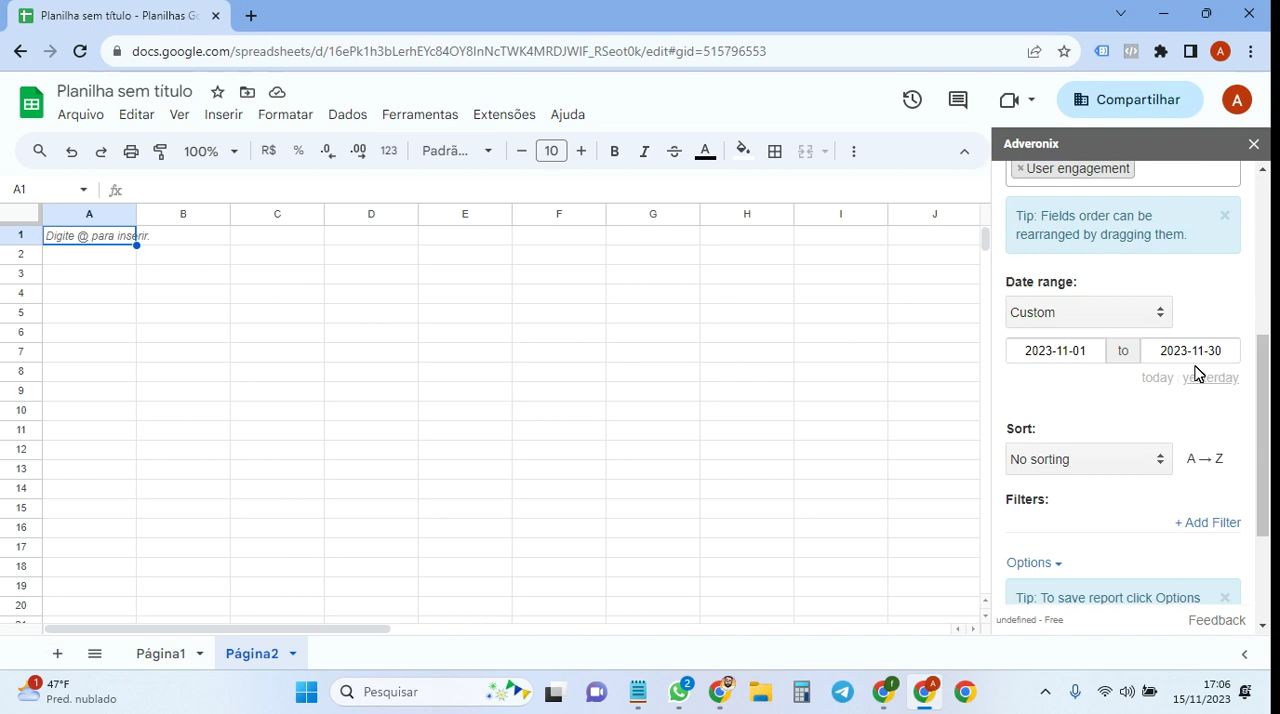 Planilha sem título - Planilhas Go
docs.google.com/spreadsheets/d/16ePk1h3bLerhEYc84OY8InNcTWK4MRDJWIF_RSeot0k/edit#gid=515796553
A
Planilha sem título
Compartilhar
A
Arquivo Editar Ver Inserir Formatar Dados Ferramentas Extensões Ajuda
100% R$ % .0 .00 123 Padrã... 10 B I S A
A1 fx
A B C D E F G H I J
1 Digite @ para inserir.
2
3
4
5
6
7
8
9
10
11
12
13
14
15
16
17
18
19
20
Adveronix
× User engagement
Tip: Fields order can be ×
rearranged by dragging them.
Date range:
Custom
2023-11-01 to 2023-11-30
today yesterday
Sort:
No sorting A → Z
Filters:
+ Add Filter
Options
Tip: To save report click Options ×
undefined - Free Feedback
Página1 Página2
1 47°F
Pred. nublado
Pesquisar
2
f
A
17:06
15/11/2023